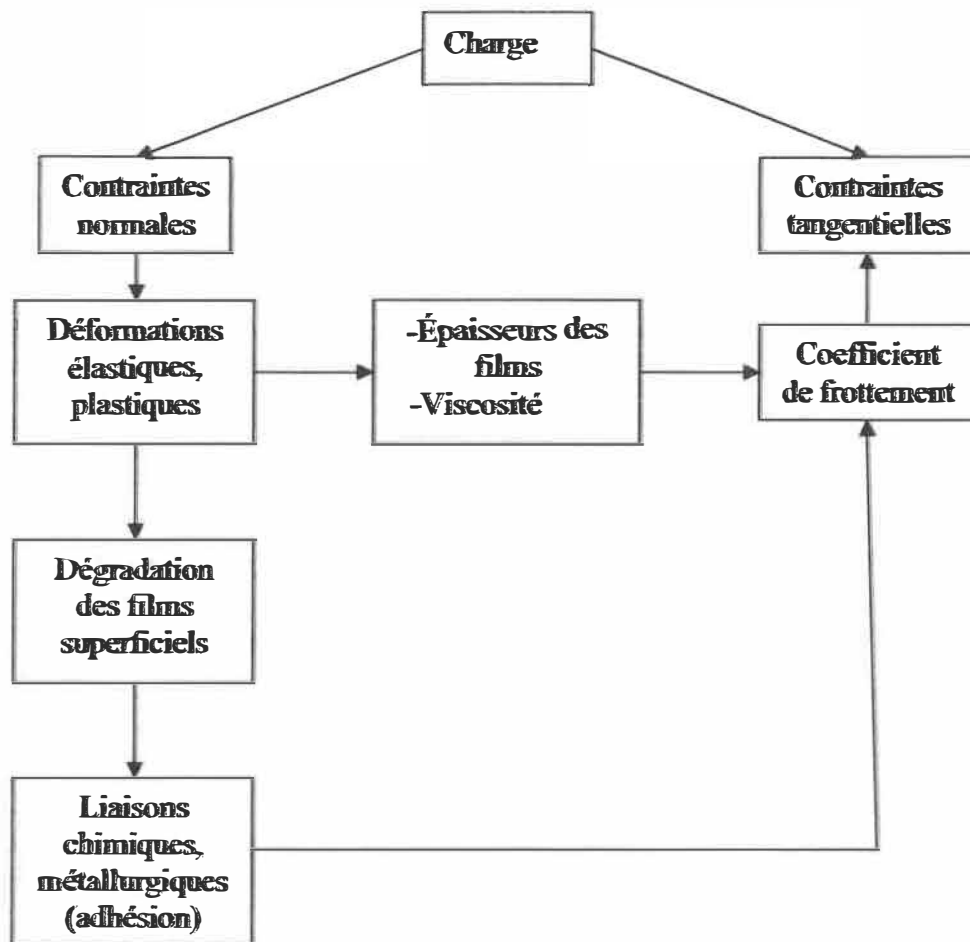 Charge
Contraintes
normales
Contraintes
tangentielles
Déformations
élastiques,
plastiques
-Épaisseurs des
films
-Viscosité
Coefficient
de frottement
Dégradation
des films
superficiels
Liaisons
chimiques,
métallurgiques
(adhésion)